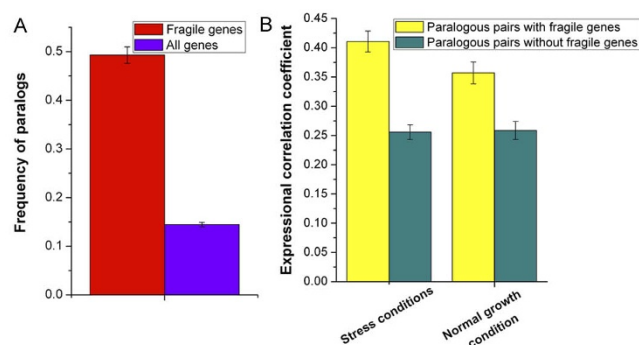 A
Fragile genes
All genes
Frequency of paralogs
0.5
0.4
0.3
0.2
0.1
0.0
B
Paralogous pairs with fragile genes
Paralogous pairs without fragile genes
Expressional correlation coefficient
0.45
0.40
0.35
0.30
0.25
0.20
0.15
0.10
0.05
0.00
Stress conditions
Normal growth
condition